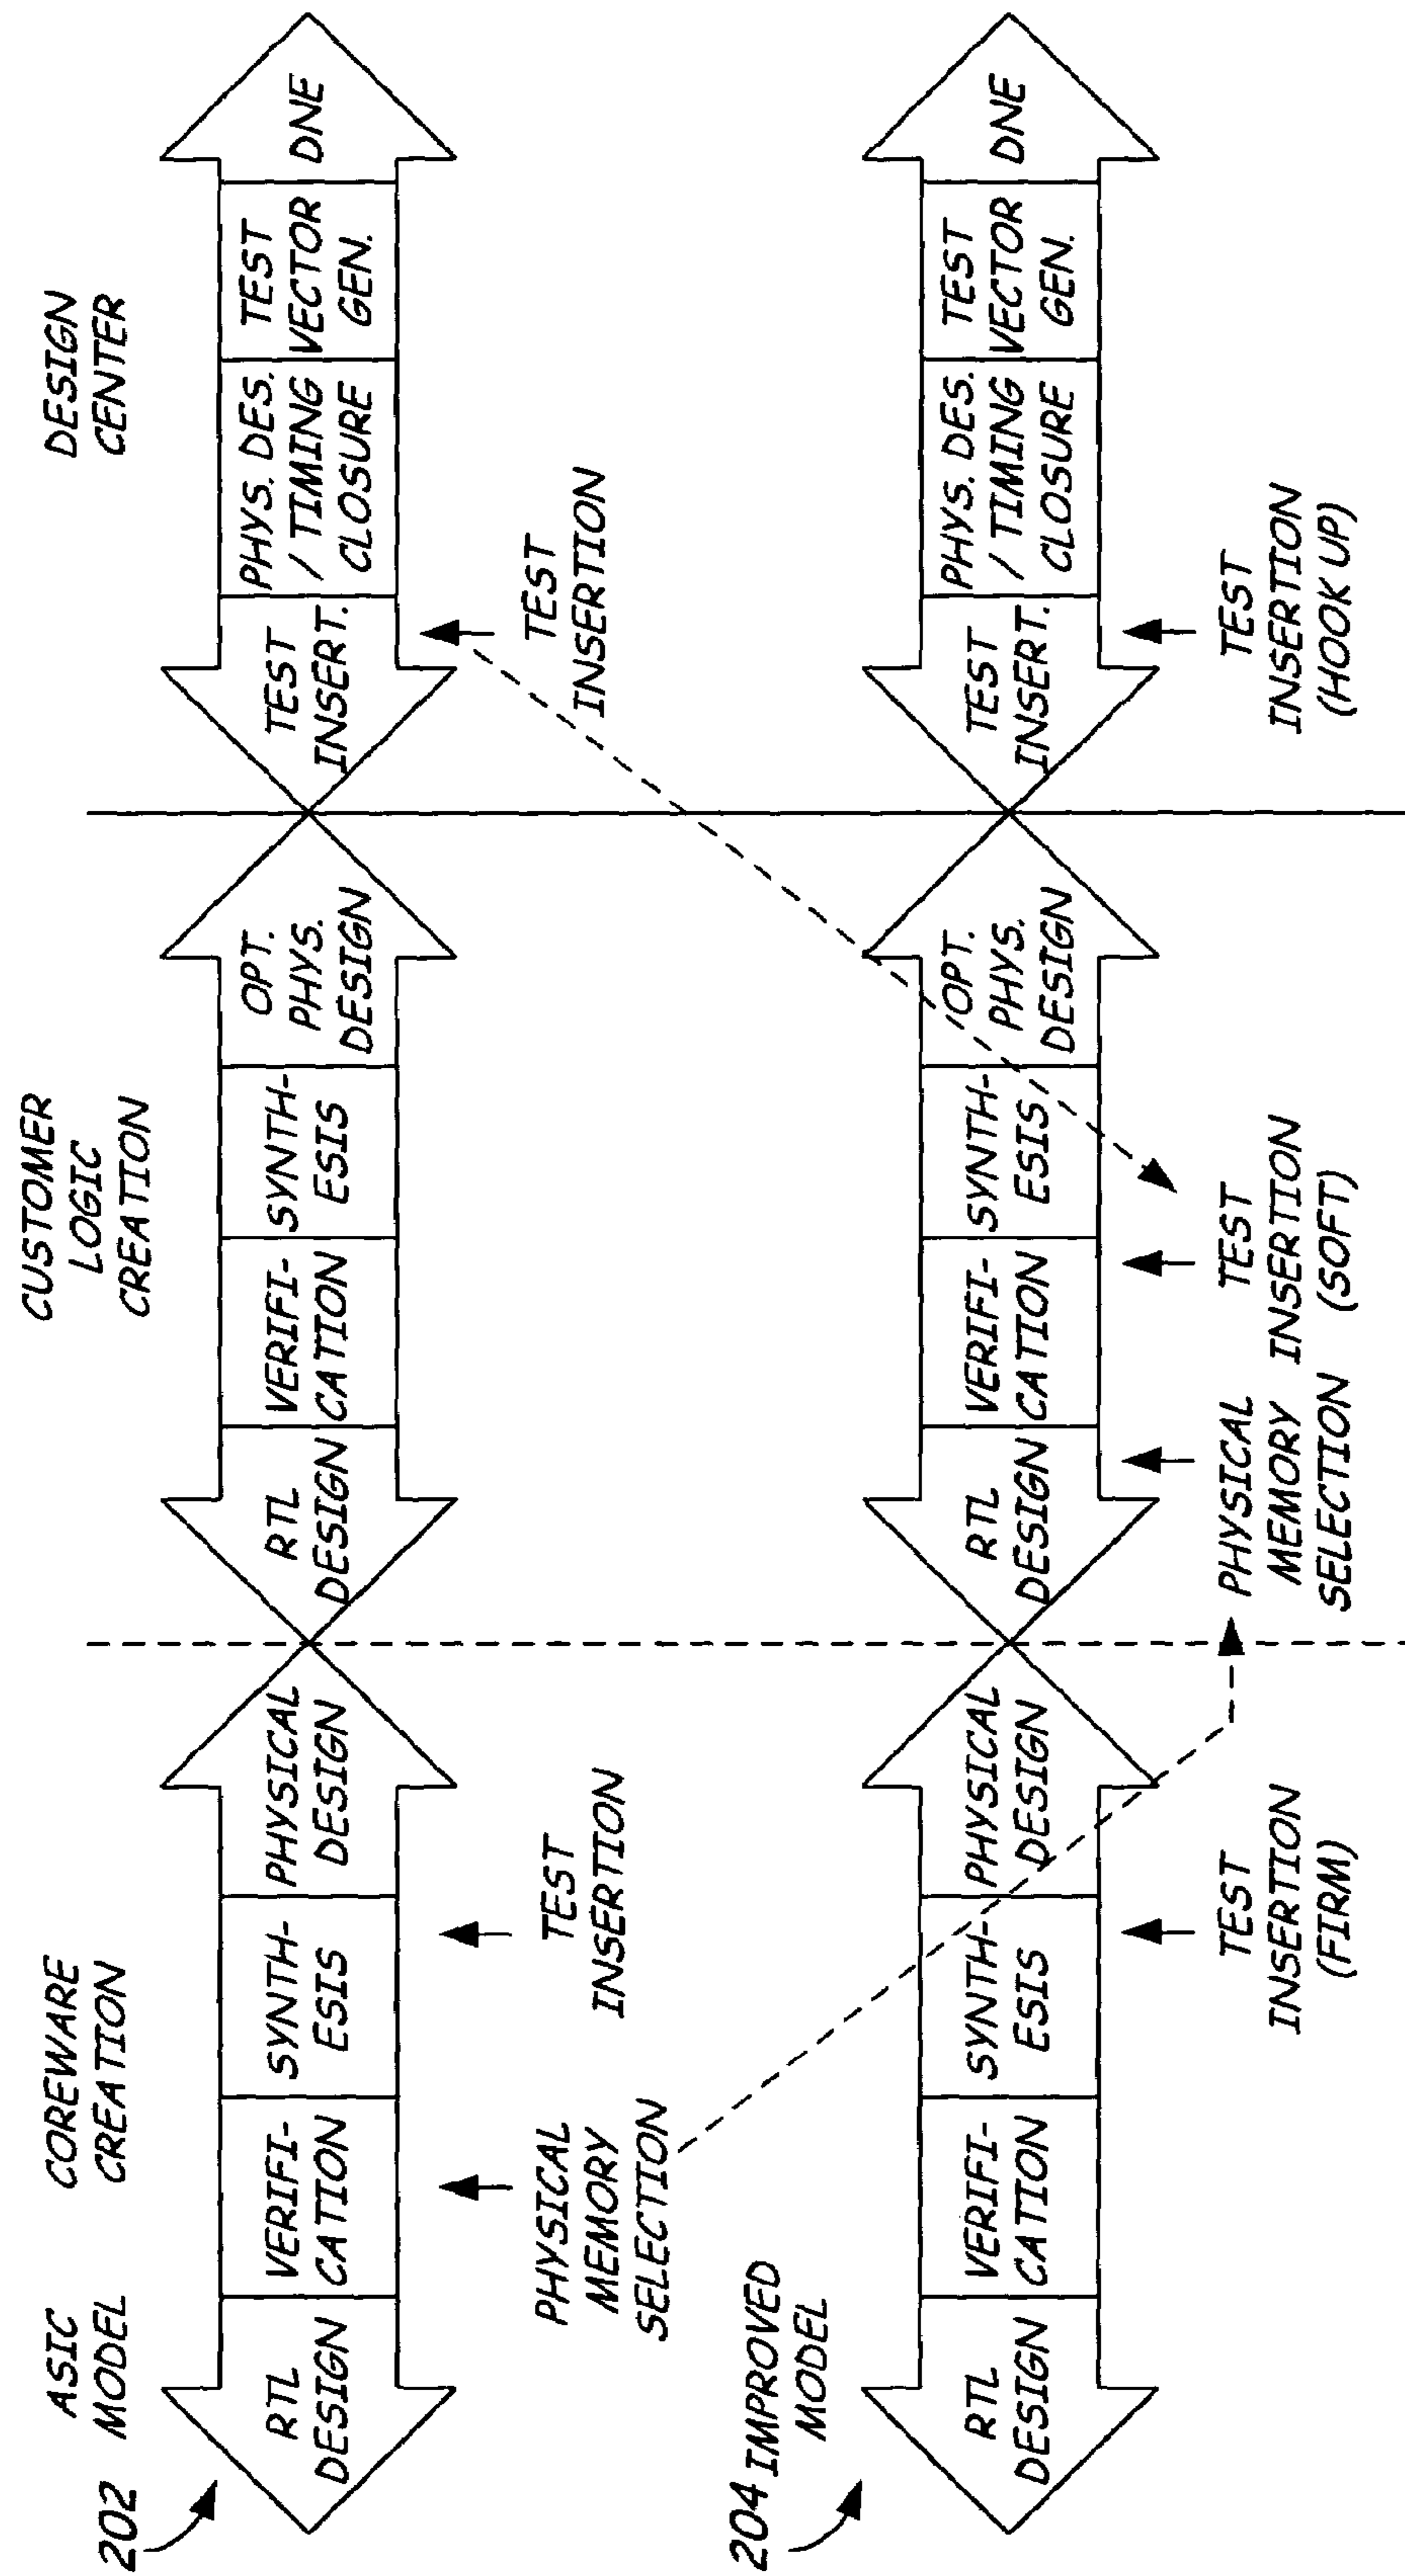 ASIC
MODEL
COREWARE
CREATION
CUSTOMER
LOGIC
CREATION
DESIGN
CENTER
202
RTL
DESIGN
VERIFI-
CATION
SYNTH-
ESIS
PHYSICAL
DESIGN
RTL
DESIGN
VERIFI-
CATION
SYNTH-
ESIS
OPT.
PHYS.
DESIGN
TEST
INSERT.
PHYS. DES.
/ TIMING
CLOSURE
TEST
VECTOR
GEN.
DNE
PHYSICAL
MEMORY
SELECTION
TEST
INSERTION
TEST
INSERTION
204 IMPROVED
MODEL
RTL
DESIGN
VERIFI-
CATION
SYNTH-
ESIS
PHYSICAL
DESIGN
RTL
DESIGN
VERIFI-
CATION
SYNTH-
ESIS
OPT.
PHYS.
DESIGN
TEST
INSERT.
PHYS. DES.
/ TIMING
CLOSURE
TEST
VECTOR
GEN.
DNE
TEST
INSERTION
(FIRM)
PHYSICAL
MEMORY
SELECTION
TEST
INSERTION
(SOFT)
TEST
INSERTION
(HOOK UP)